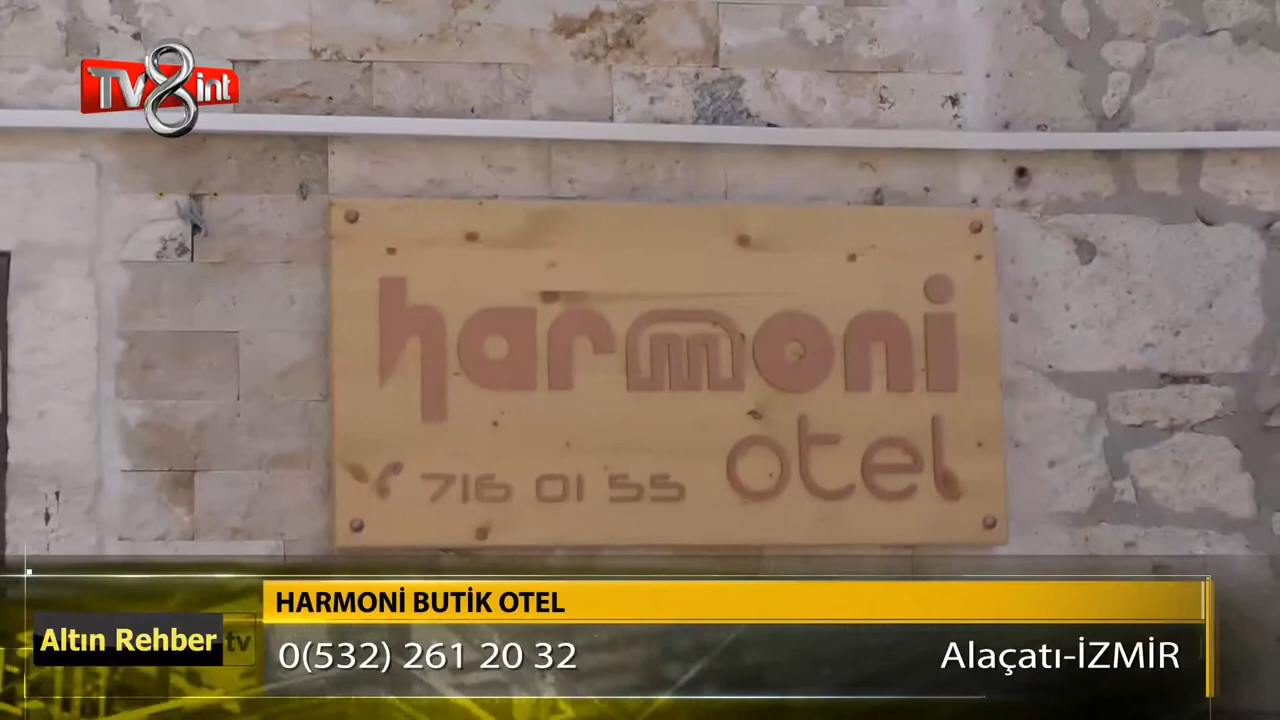 TV8int
harmoni
otel
716 01 55
HARMONİ BUTİK OTEL
Altın Rehber tv
0(532) 261 20 32
Alaçatı-İZMİR